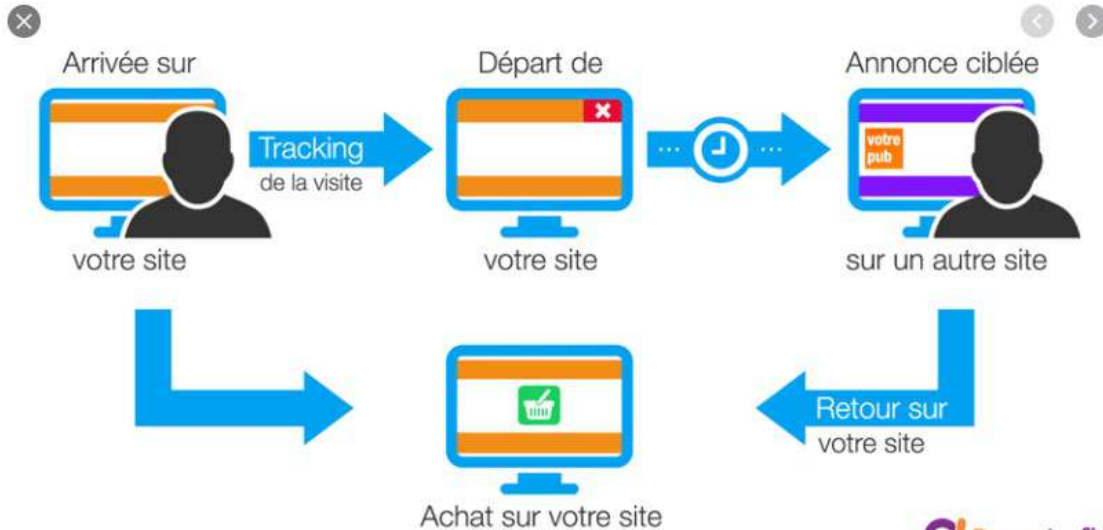 Arrivée sur
Départ de
Annonce ciblée
Tracking
de la visite
votre
pub
votre site
votre site
sur un autre site
Retour sur
votre site
Achat sur votre site